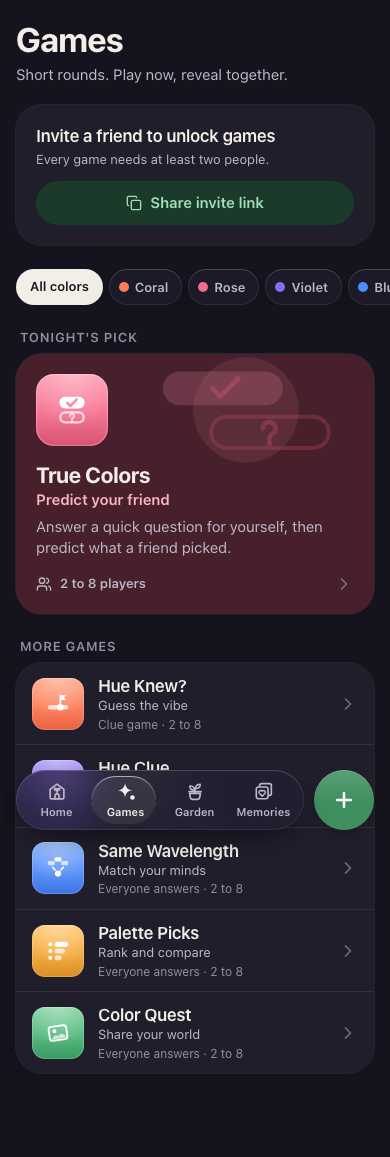 Games
Short rounds. Play now, reveal together.
Invite a friend to unlock games
Every game needs at least two people.
Share invite link
All colors
Coral
Rose
Violet
TONIGHT'S PICK
?
?
True Colors
Predict your friend
Answer a quick question for yourself, then
predict what a friend picked.
2 to 8 players
MORE GAMES
Hue Knew?
Guess the vibe
Clue game · 2 to 8
Hue Clue
Home
Games
Garden
Memories
Same Wavelength
Match your minds
Everyone answers · 2 to 8
Palette Picks
Rank and compare
Everyone answers · 2 to 8
Color Quest
Share your world
Everyone answers · 2 to 8